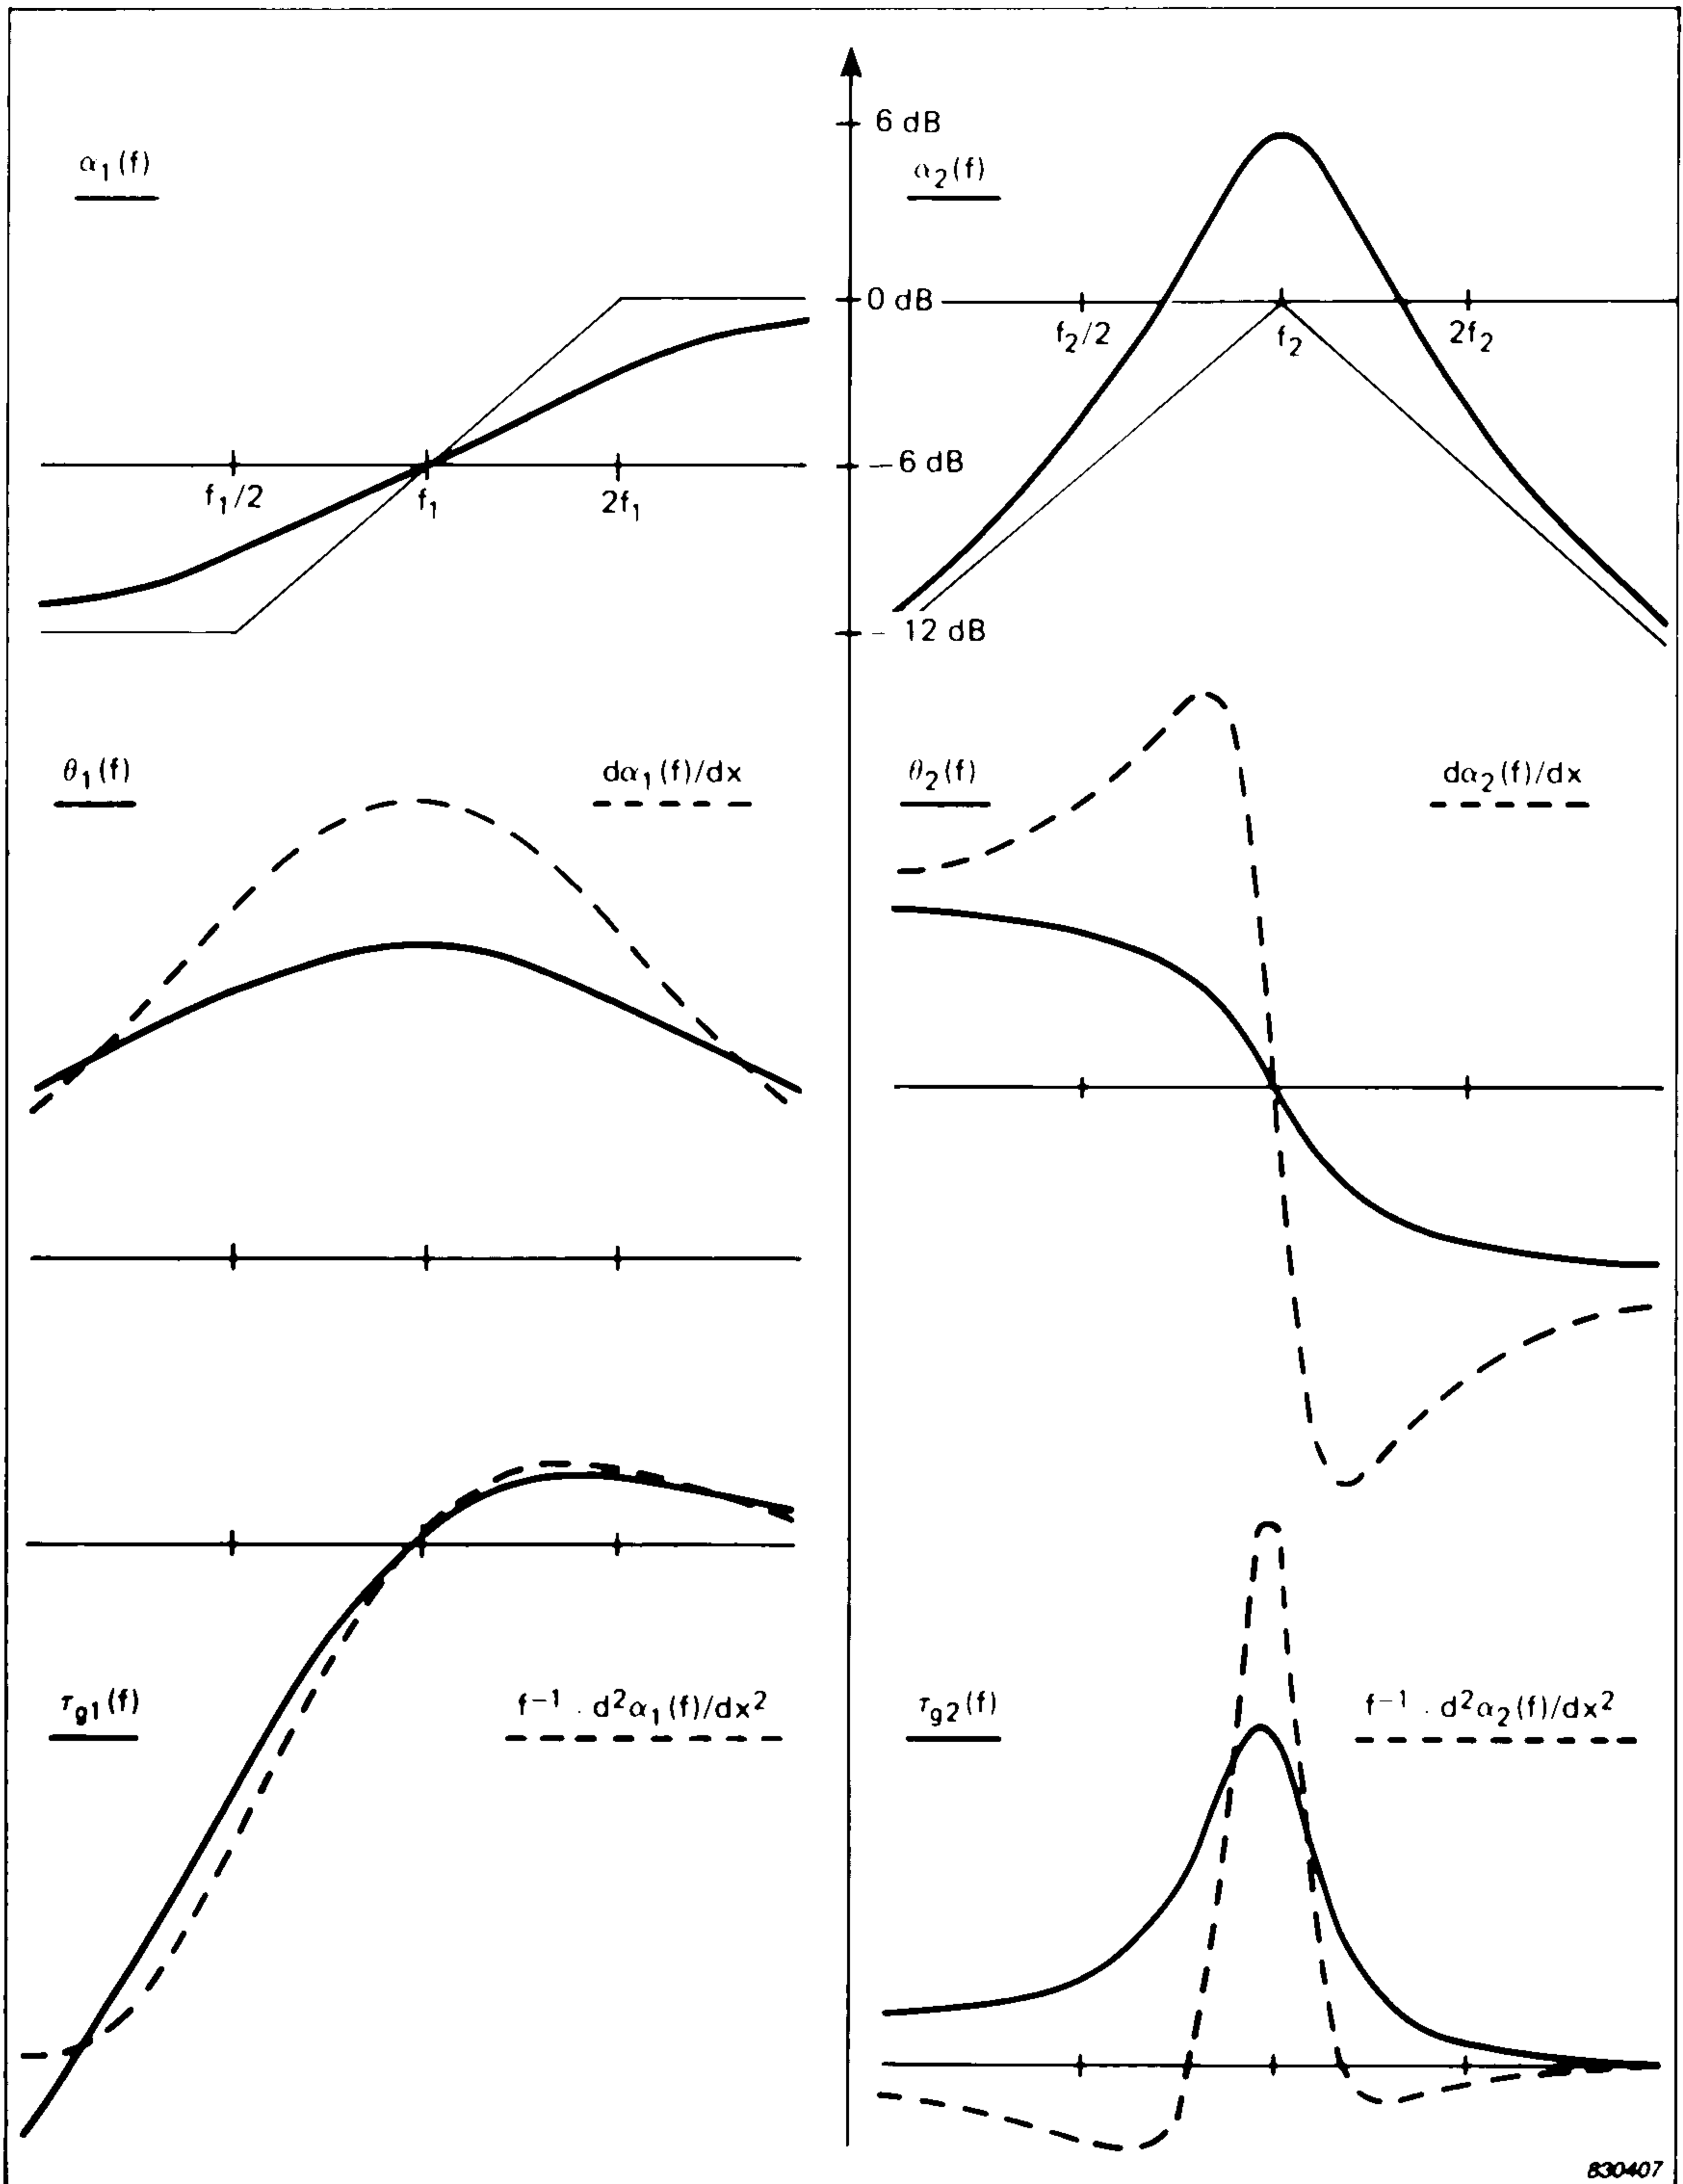 6 dB
α₁(f)
α₂(f)
0 dB
f₂/2
f₂
2f₂
–6 dB
f₁/2
f₁
2f₁
– 12 dB
θ₁(f)
dα₁(f)/dx
θ₂(f)
dα₂(f)/dx
τg1(f)
f⁻¹ · d²α₁(f)/dx²
τg2(f)
f⁻¹ · d²α₂(f)/dx²
830407